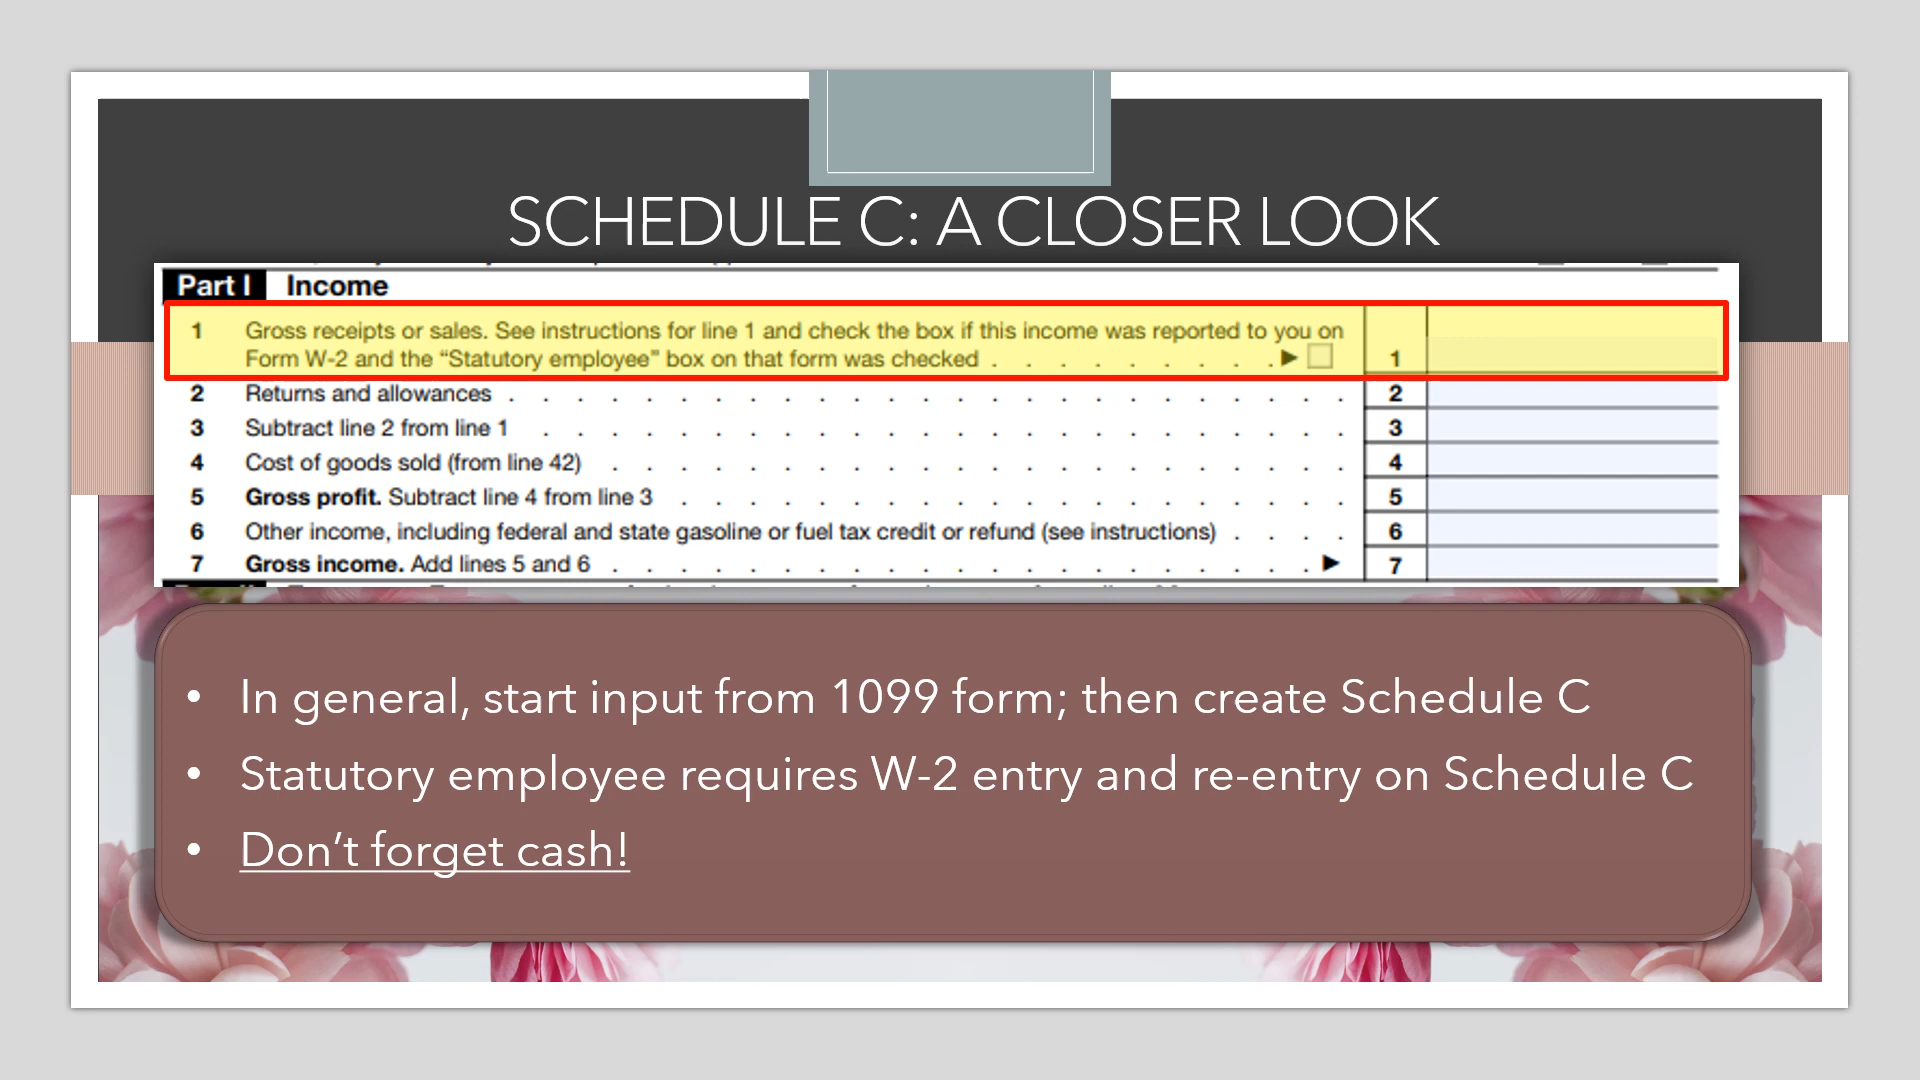 SCHEDULE C: A CLOSER LOOK
Part I Income
1 Gross receipts or sales. See instructions for line 1 and check the box if this income was reported to you on
Form W-2 and the “Statutory employee” box on that form was checked . . . . . . . . . ▶ ☐ 1
2 Returns and allowances . . . . . . . . . . . . . . . . . . . . . . . . . 2
3 Subtract line 2 from line 1 . . . . . . . . . . . . . . . . . . . . . . . . 3
4 Cost of goods sold (from line 42) . . . . . . . . . . . . . . . . . . . . . . 4
5 Gross profit. Subtract line 4 from line 3 . . . . . . . . . . . . . . . . . . . . 5
6 Other income, including federal and state gasoline or fuel tax credit or refund (see instructions) . . . . 6
7 Gross income. Add lines 5 and 6 . . . . . . . . . . . . . . . . . . . . . ▶ 7
• In general, start input from 1099 form; then create Schedule C
• Statutory employee requires W-2 entry and re-entry on Schedule C
• Don’t forget cash!